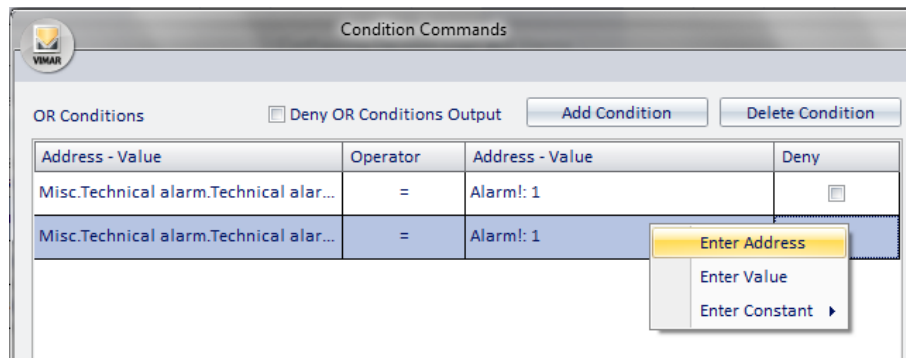 Condition Commands
VIMAR
OR Conditions Deny OR Conditions Output Add Condition Delete Condition
Address - Value Operator Address - Value Deny
Misc.Technical alarm.Technical alar... = Alarm!: 1
Misc.Technical alarm.Technical alar... = Alarm!: 1
Enter Address
Enter Value
Enter Constant